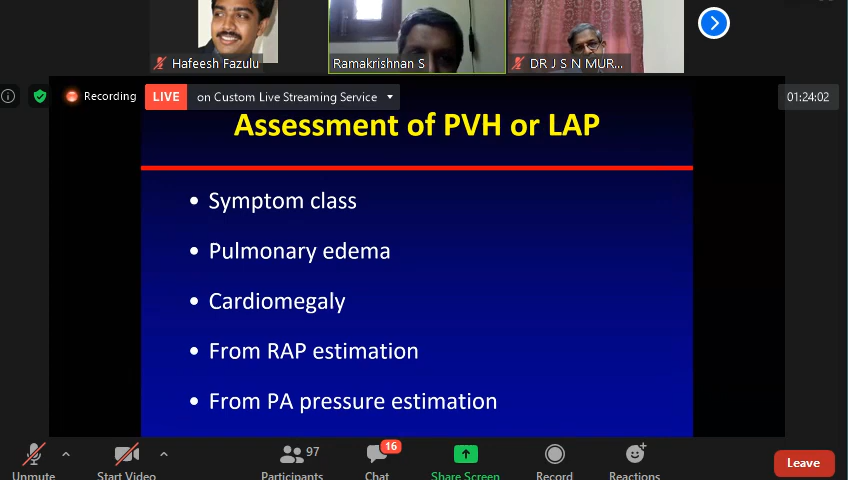 Hafeesh Fazulu
Ramakrishnan S
DR J S N MUR...
Recording
LIVE
on Custom Live Streaming Service
01:24:02
Assessment of PVH or LAP
• Symptom class
• Pulmonary edema
• Cardiomegaly
• From RAP estimation
• From PA pressure estimation
97
16
Unmute
Start Video
Participants
Chat
Share Screen
Record
Reactions
Leave